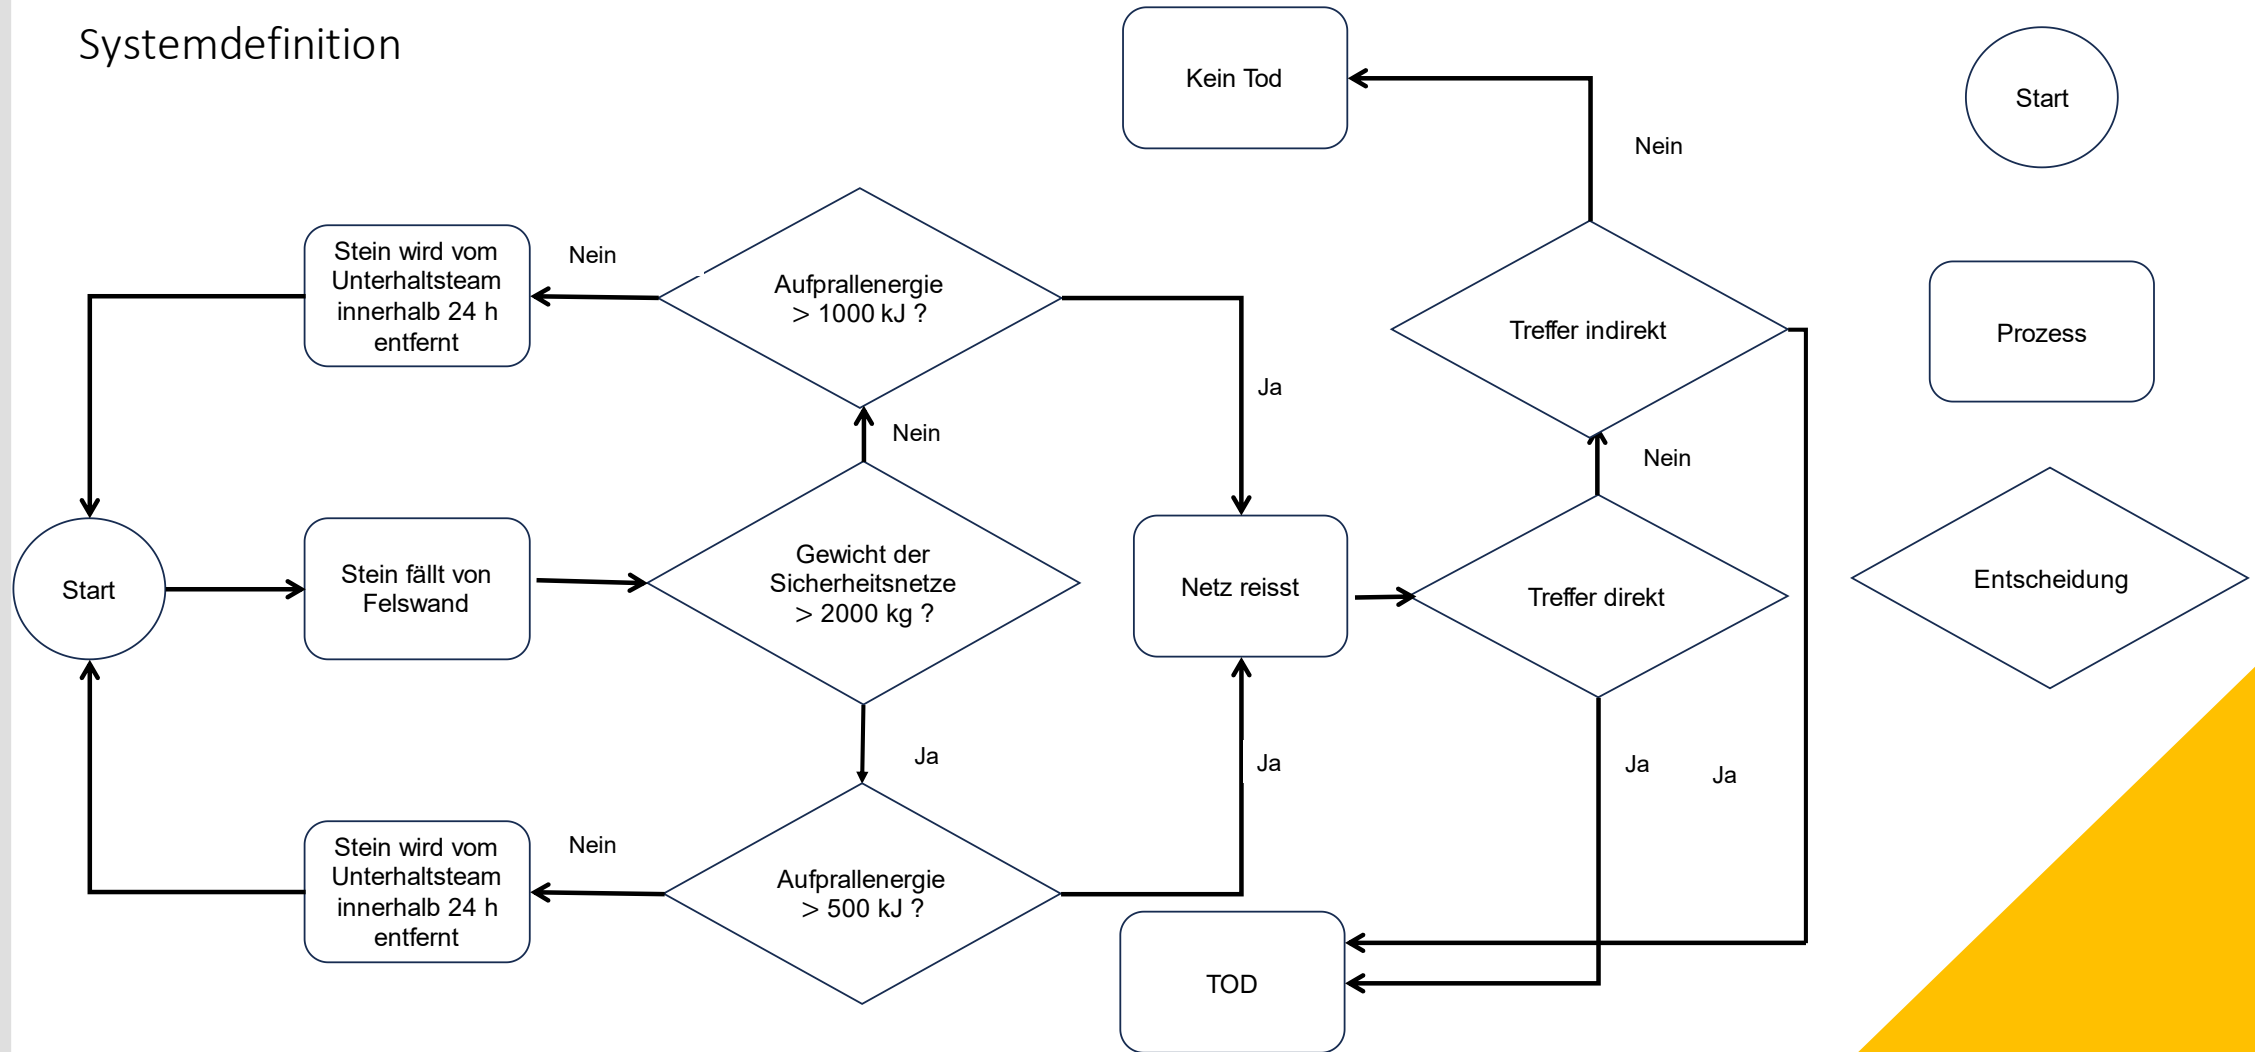 Systemdefinition
Kein Tod
Start
Nein
Stein wird vom
Unterhaltsteam
innerhalb 24 h
entfernt
Nein
Aufprallenergie
> 1000 kJ ?
Treffer indirekt
Prozess
Ja
Nein
Nein
Start
Stein fällt von
Felswand
Gewicht der
Sicherheitsnetze
> 2000 kg ?
Netz reisst
Treffer direkt
Entscheidung
Ja
Ja
Ja
Ja
Stein wird vom
Unterhaltsteam
innerhalb 24 h
entfernt
Nein
Aufprallenergie
> 500 kJ ?
TOD